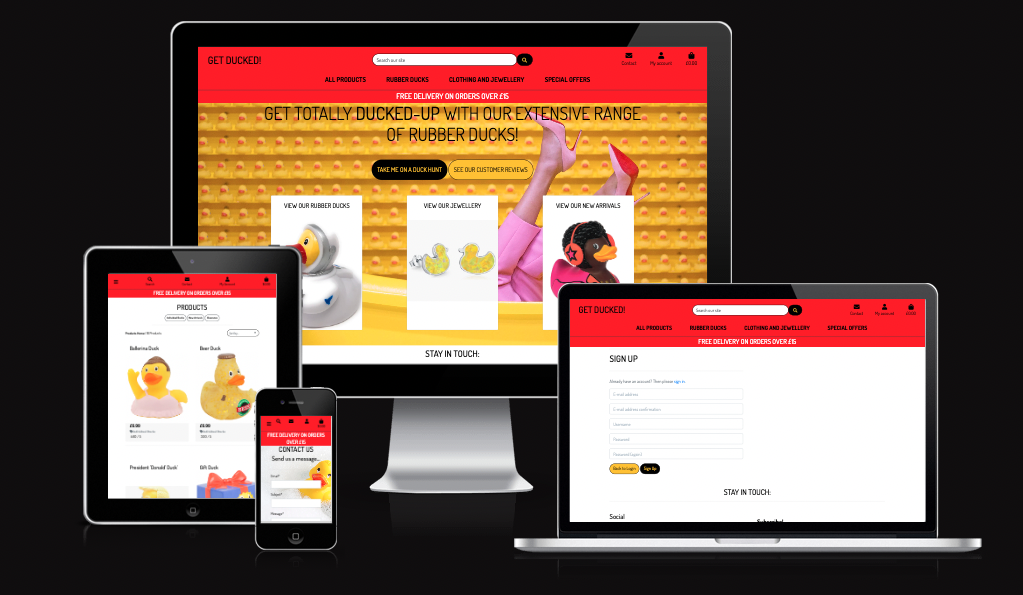 GET DUCKED!
Search our site
Contact
My account
£0.00
ALL PRODUCTS
RUBBER DUCKS
CLOTHING AND JEWELLERY
SPECIAL OFFERS
FREE DELIVERY ON ORDERS OVER £15
GET TOTALLY DUCKED-UP WITH OUR EXTENSIVE RANGE
OF RUBBER DUCKS!
TAKE ME ON A DUCK HUNT
SEE OUR CUSTOMER REVIEWS
VIEW OUR RUBBER DUCKS
VIEW OUR JEWELLERY
VIEW OUR NEW ARRIVALS
STAY IN TOUCH:
Search
Contact
My account
FREE DELIVERY ON ORDERS OVER £15
PRODUCTS
Ballerina Duck
Beer Duck
President 'Donald' Duck
Gift Duck
FREE DELIVERY ON ORDERS
OVER £15
CONTACT US
Send us a message...
Email*
Subject*
Message*
GET DUCKED!
Search our site
Contact
My account
£0.00
ALL PRODUCTS
RUBBER DUCKS
CLOTHING AND JEWELLERY
SPECIAL OFFERS
FREE DELIVERY ON ORDERS OVER £15
SIGN UP
Already have an account? Then please sign in.
E-mail address
E-mail address confirmation
Username
Password
Password (again)
Back to Login
Sign Up
STAY IN TOUCH:
Social